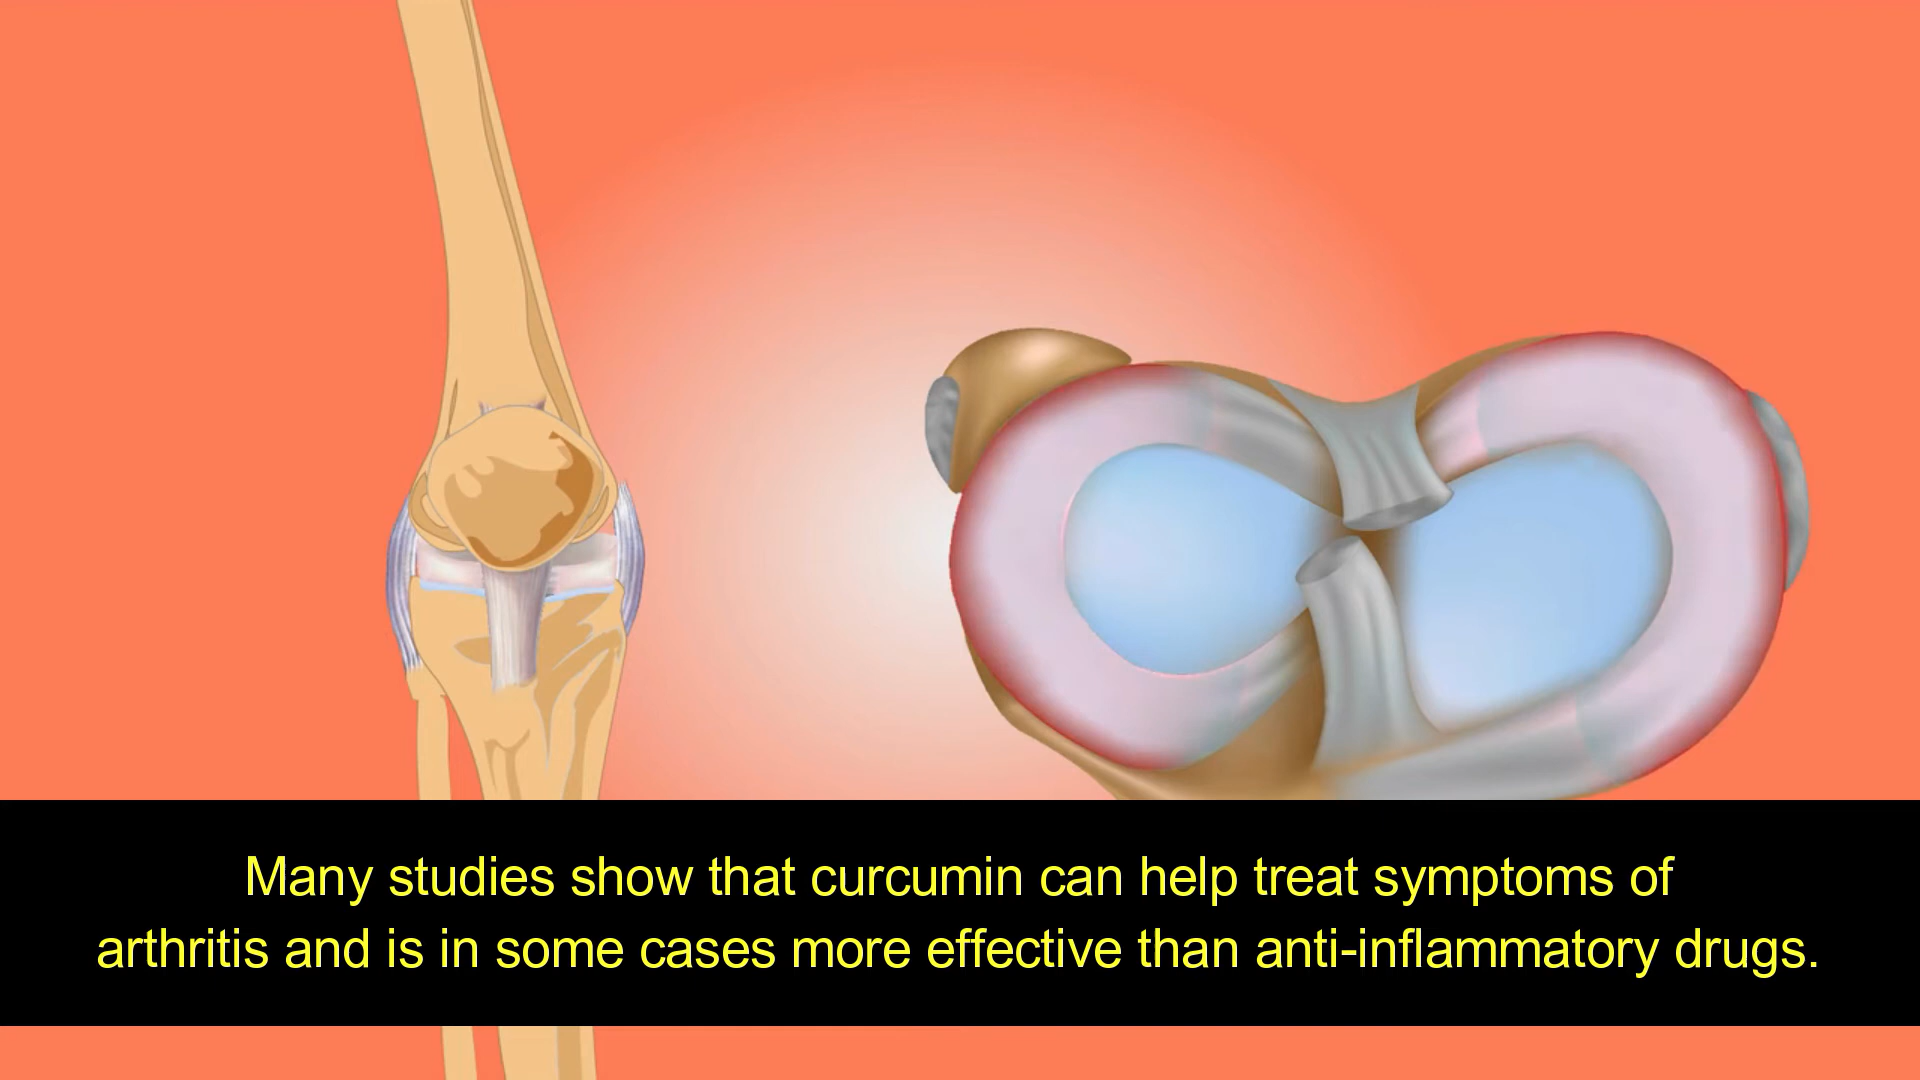 Many studies show that curcumin can help treat symptoms of
arthritis and is in some cases more effective than anti-inflammatory drugs.